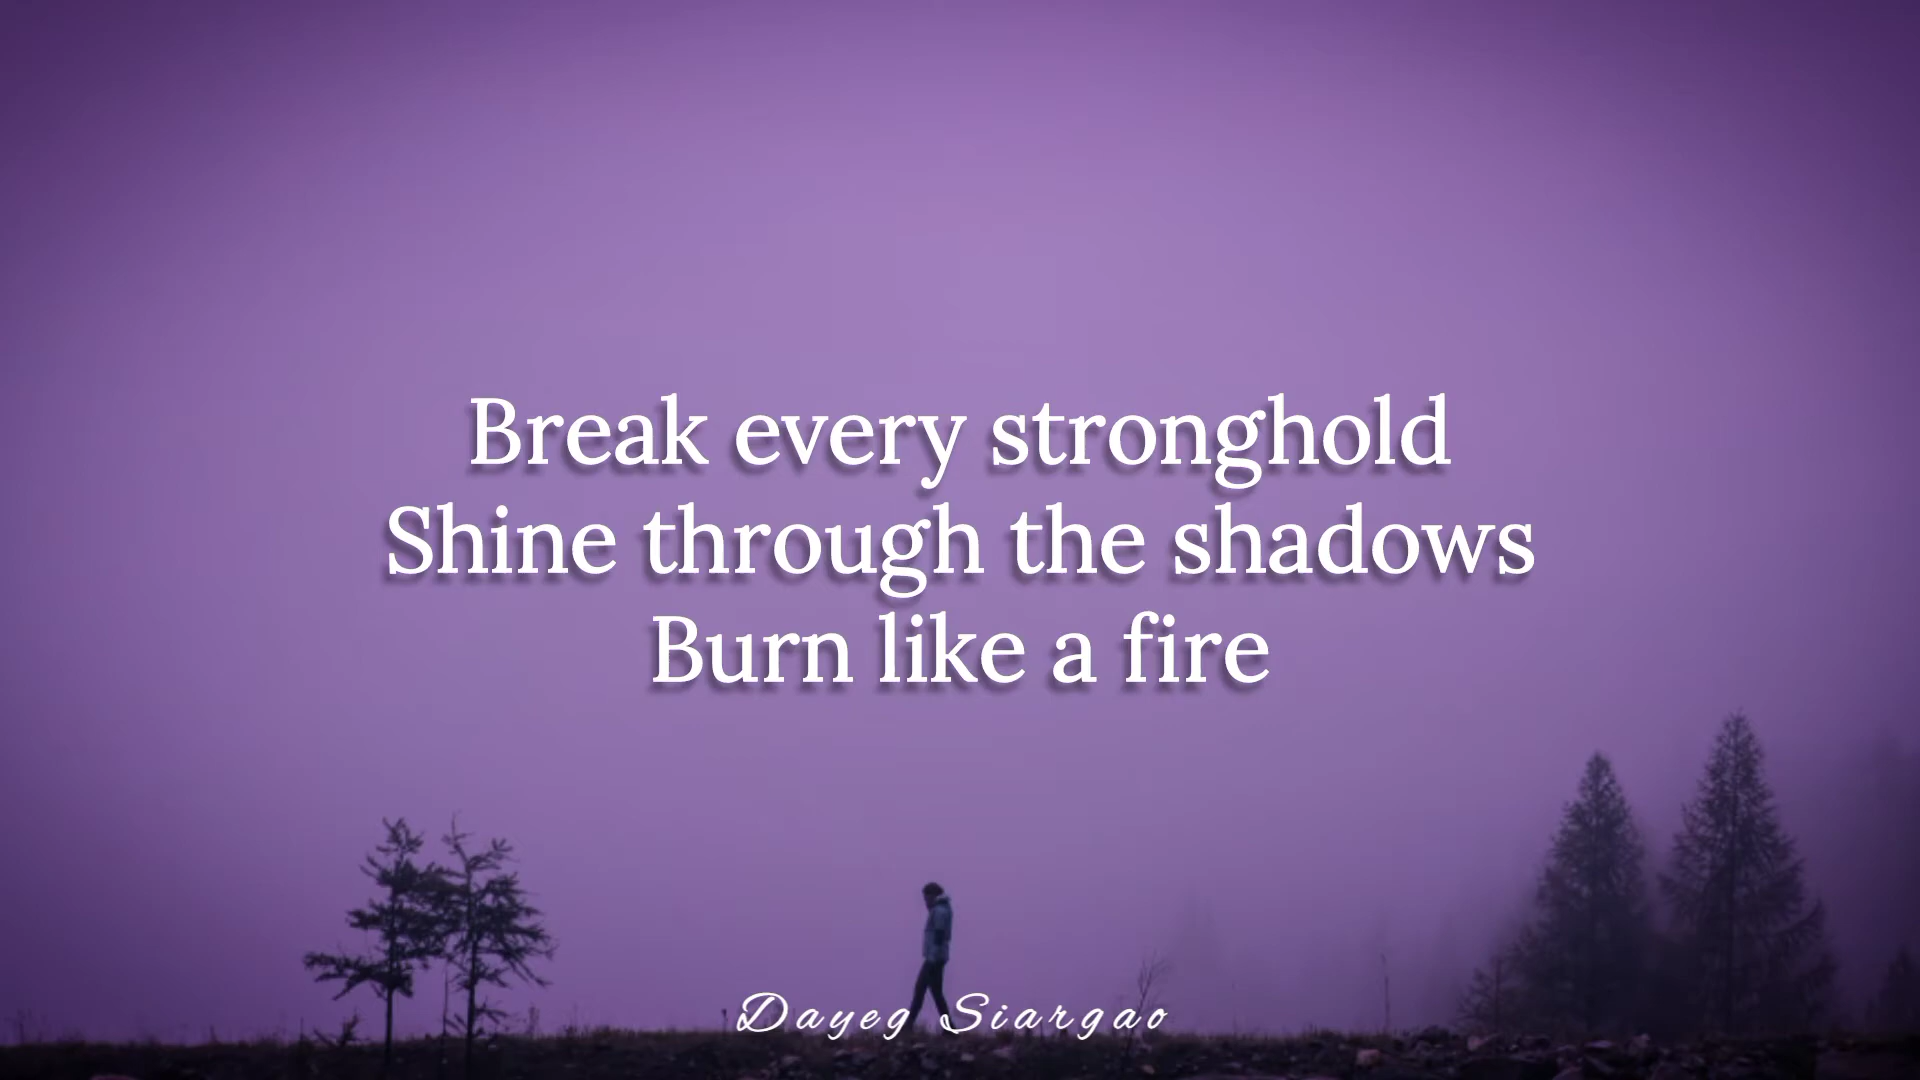 Break every stronghold
Shine through the shadows
Burn like a fire
Dayeg Siargao